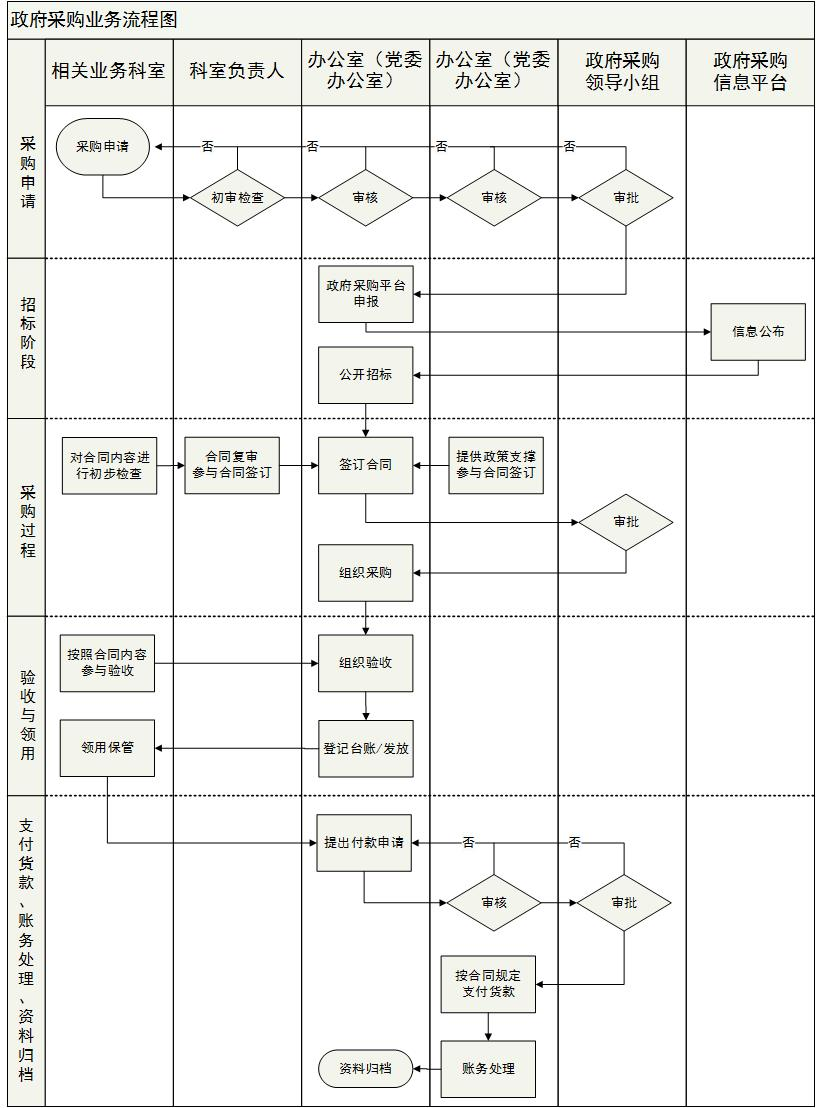 政府采购业务流程图
相关业务科室
科室负责人
办公室（党委
办公室）
办公室（党委
办公室）
政府采购
领导小组
政府采购
信息平台
采购申请
采购申请
否
否
否
否
初审检查
审核
审核
审批
招标阶段
政府采购平台
申报
信息公布
公开招标
采购过程
对合同内容进
行初步检查
合同复审
参与合同签订
签订合同
提供政策支撑
参与合同签订
审批
组织采购
验收与领用
按照合同内容
参与验收
组织验收
领用保管
登记台账/发放
支付货款、账务处理、资料归档
提出付款申请
否
否
审核
审批
按合同规定
支付货款
资料归档
账务处理